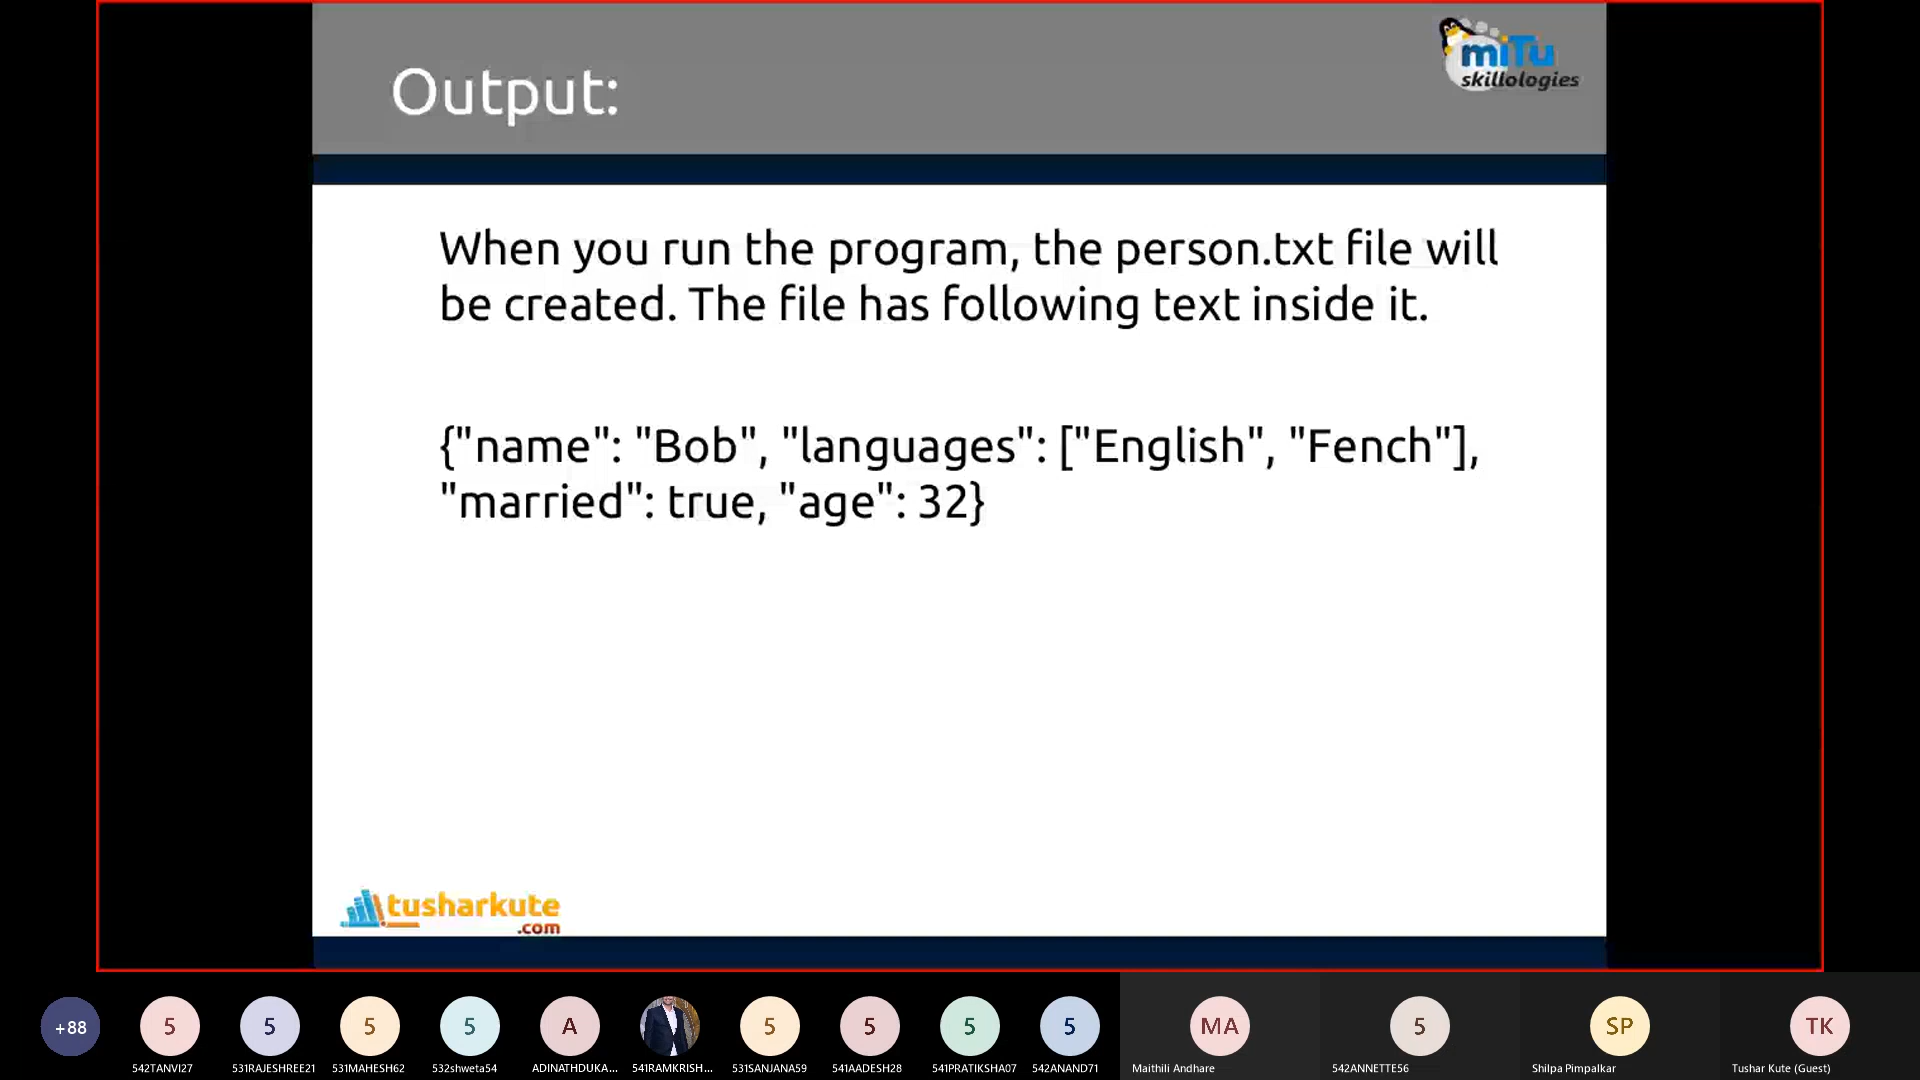 Output:
miTu
skillologies
When you run the program, the person.txt file will
be created. The file has following text inside it.
{"name": "Bob", "languages": ["English", "Fench"],
"married": true, "age": 32}
tusharkute
.com
+88
5
5
5
5
A
5
5
5
5
MA
5
SP
TK
542TANVI27
531RAJESHREE21
531MAHESH62
532shweta54
ADINATHDUKA...
541RAMKRISH...
531SANJANA59
541AADESH28
541PRATIKSHA07
542ANAND71
Maithili Andhare
542ANNETTE56
Shilpa Pimpalkar
Tushar Kute (Guest)